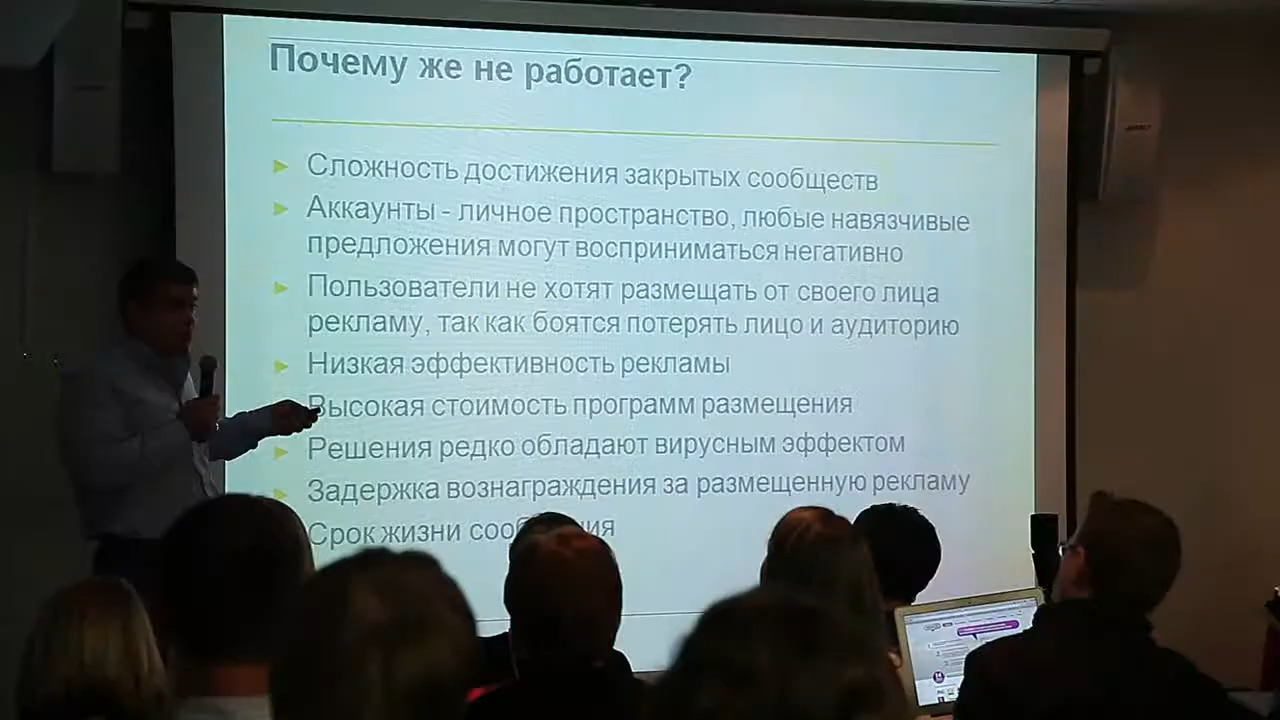 Почему же не работает?
Сложность достижения закрытых сообществ
Аккаунты - личное пространство, любые навязчивые
предложения могут восприниматься негативно
Пользователи не хотят размещать от своего лица
рекламу, так как боятся потерять лицо и аудиторию
Низкая эффективность рекламы
Высокая стоимость программ размещения
Решения редко обладают вирусным эффектом
Задержка вознаграждения за размещенную рекламу
Срок жизни